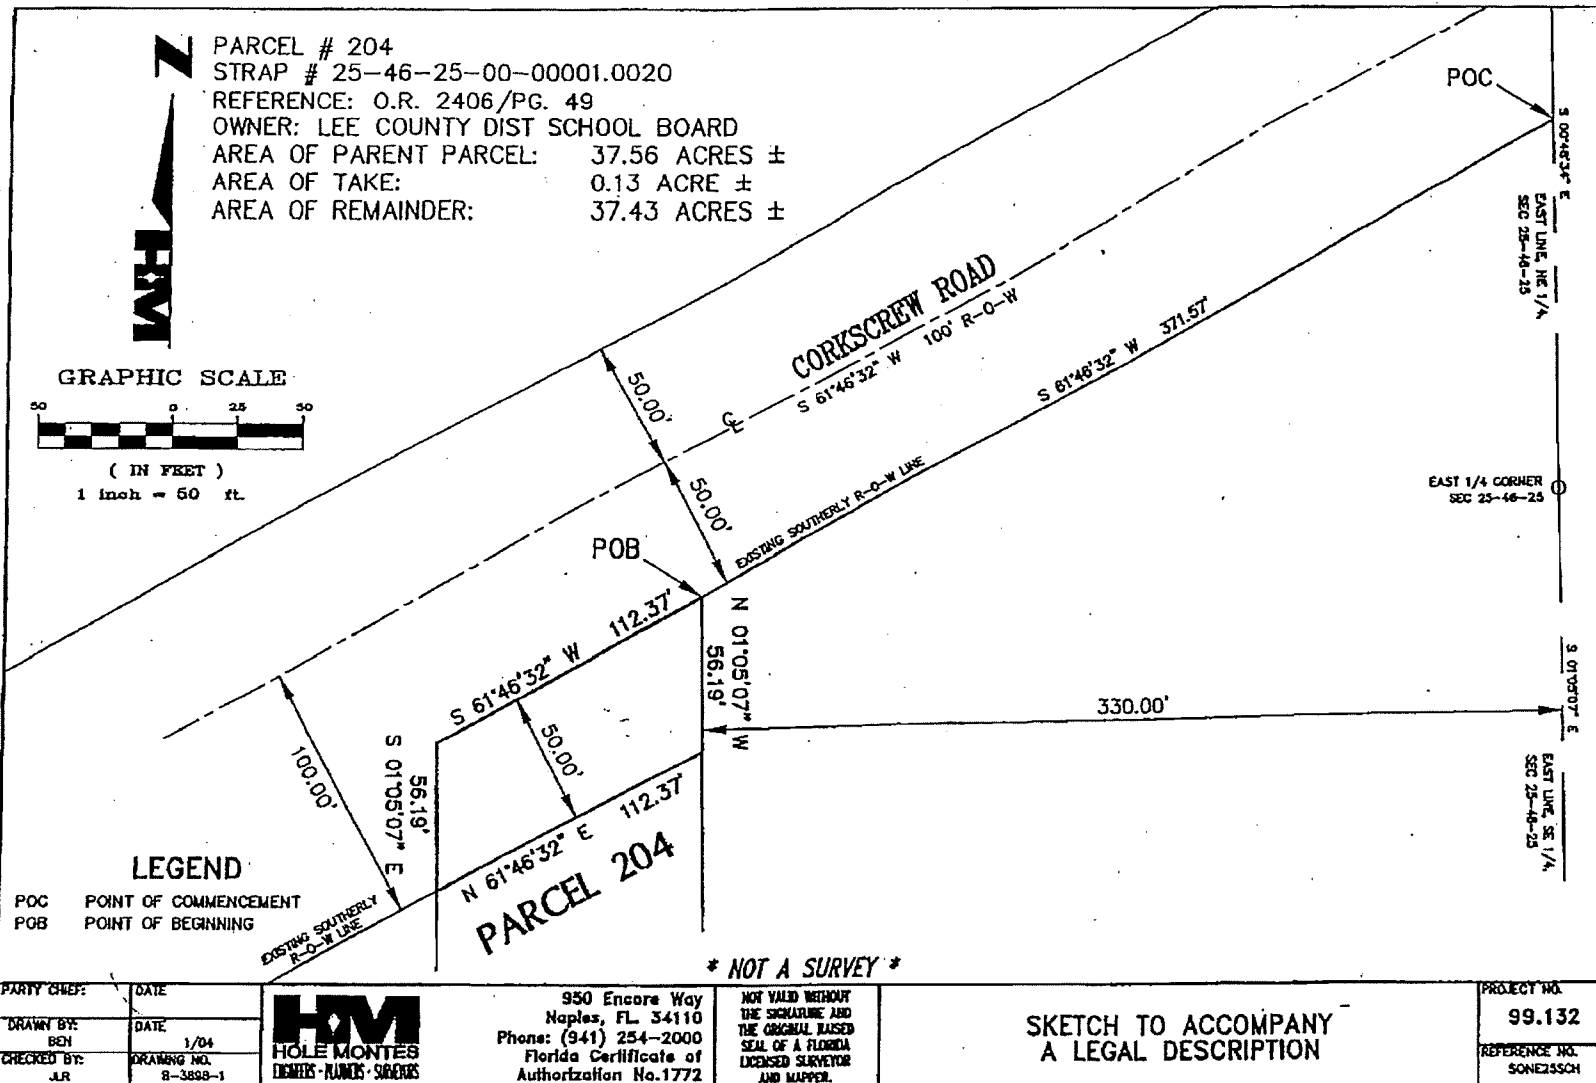 PARCEL # 204
STRAP # 25-46-25-00-00001.0020
REFERENCE: O.R. 2406/PG. 49
OWNER: LEE COUNTY DIST SCHOOL BOARD
AREA OF PARENT PARCEL: 37.56 ACRES ±
AREA OF TAKE: 0.13 ACRE ±
AREA OF REMAINDER: 37.43 ACRES ±
Z
HM
GRAPHIC SCALE
50 0 25 50
( IN FEET )
1 inch = 50 ft.
POC
S 00°48'34" E
EAST LINE, NE 1/4,
SEC 25-46-25
CORKSCREW ROAD
100' R-O-W
S 61°46'32" W
S 61°46'32" W 371.57'
50.00'
50.00'
EXISTING SOUTHERLY R-O-W LINE
EAST 1/4 CORNER
SEC 25-46-25
POB
S 61°46'32" W 112.37'
N 01°05'07" W
56.19'
330.00'
S 01°05'07" E
EAST LINE, SE 1/4,
SEC 25-46-25
100.00'
50.00'
56.19'
S 01°05'07" E
N 61°46'32" E 112.37'
PARCEL 204
EXISTING SOUTHERLY
R-O-W LINE
LEGEND
POC POINT OF COMMENCEMENT
POB POINT OF BEGINNING
* NOT A SURVEY *
PARTY CHIEF: DATE
DRAWN BY: DATE
BEN 1/04
CHECKED BY: DRAWING NO.
JLR B-3898-1
HM
HOLE MONTES
ENGINEERS · PLANNERS · SURVEYORS
950 Encore Way
Naples, FL. 34110
Phone: (941) 254-2000
Florida Certificate of
Authorization No.1772
NOT VALID WITHOUT
THE SIGNATURE AND
THE ORIGINAL RAISED
SEAL OF A FLORIDA
LICENSED SURVEYOR
AND MAPPER.
SKETCH TO ACCOMPANY
A LEGAL DESCRIPTION
PROJECT NO.
99.132
REFERENCE NO.
SONE25SCH